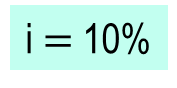 i = 10%